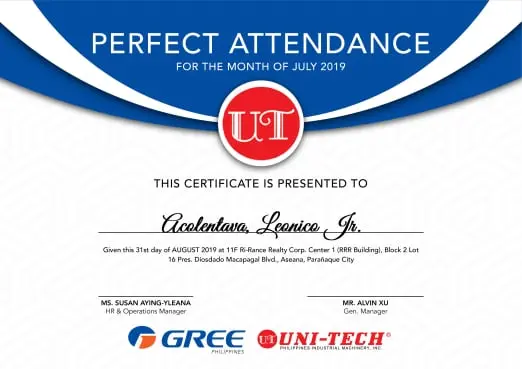 PERFECT ATTENDANCE
FOR THE MONTH OF JULY 2019
UT
THIS CERTIFICATE IS PRESENTED TO
Acolentava, Leonico Jr.
Given this 31st day of AUGUST 2019 at 11F Ri-Rance Realty Corp. Center 1 (RRR Building), Block 2 Lot
16 Pres. Diosdado Macapagal Blvd., Aseana, Parañaque City
MS. SUSAN AYING-YLEANA
HR & Operations Manager
MR. ALVIN XU
Gen. Manager
GREE
PHILIPPINES
UT UNI-TECH®
PHILIPPINES INDUSTRIAL MACHINERY, INC.